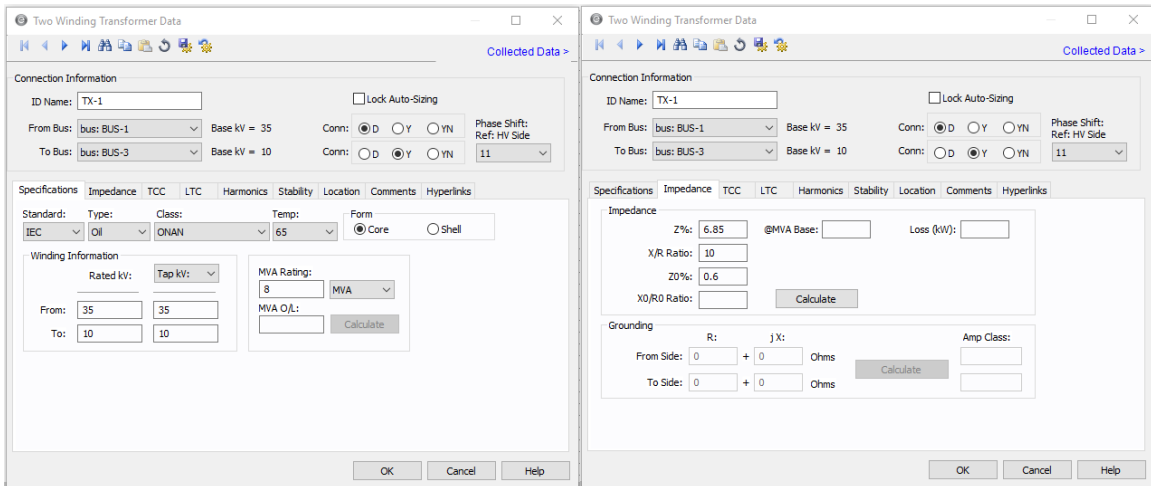 Two Winding Transformer Data
Collected Data >
Connection Information
ID Name: TX-1
Lock Auto-Sizing
From Bus: bus: BUS-1 Base kV = 35 Conn: D Y YN Phase Shift: Ref: HV Side
To Bus: bus: BUS-3 Base kV = 10 Conn: D Y YN 11
Specifications Impedance TCC LTC Harmonics Stability Location Comments Hyperlinks
Standard: Type: Class: Temp: Form
IEC Oil ONAN 65 Core Shell
Winding Information
Rated kV: Tap kV:
From: 35 35
To: 10 10
MVA Rating:
8 MVA
MVA O/L:
Calculate
OK Cancel Help
Two Winding Transformer Data
Collected Data >
Connection Information
ID Name: TX-1
Lock Auto-Sizing
From Bus: bus: BUS-1 Base kV = 35 Conn: D Y YN Phase Shift: Ref: HV Side
To Bus: bus: BUS-3 Base kV = 10 Conn: D Y YN 11
Specifications Impedance TCC LTC Harmonics Stability Location Comments Hyperlinks
Impedance
Z%: 6.85 @MVA Base: Loss (kW):
X/R Ratio: 10
Z0%: 0.6
X0/R0 Ratio: Calculate
Grounding
R: j X: Amp Class:
From Side: 0 + 0 Ohms
Calculate
To Side: 0 + 0 Ohms
OK Cancel Help